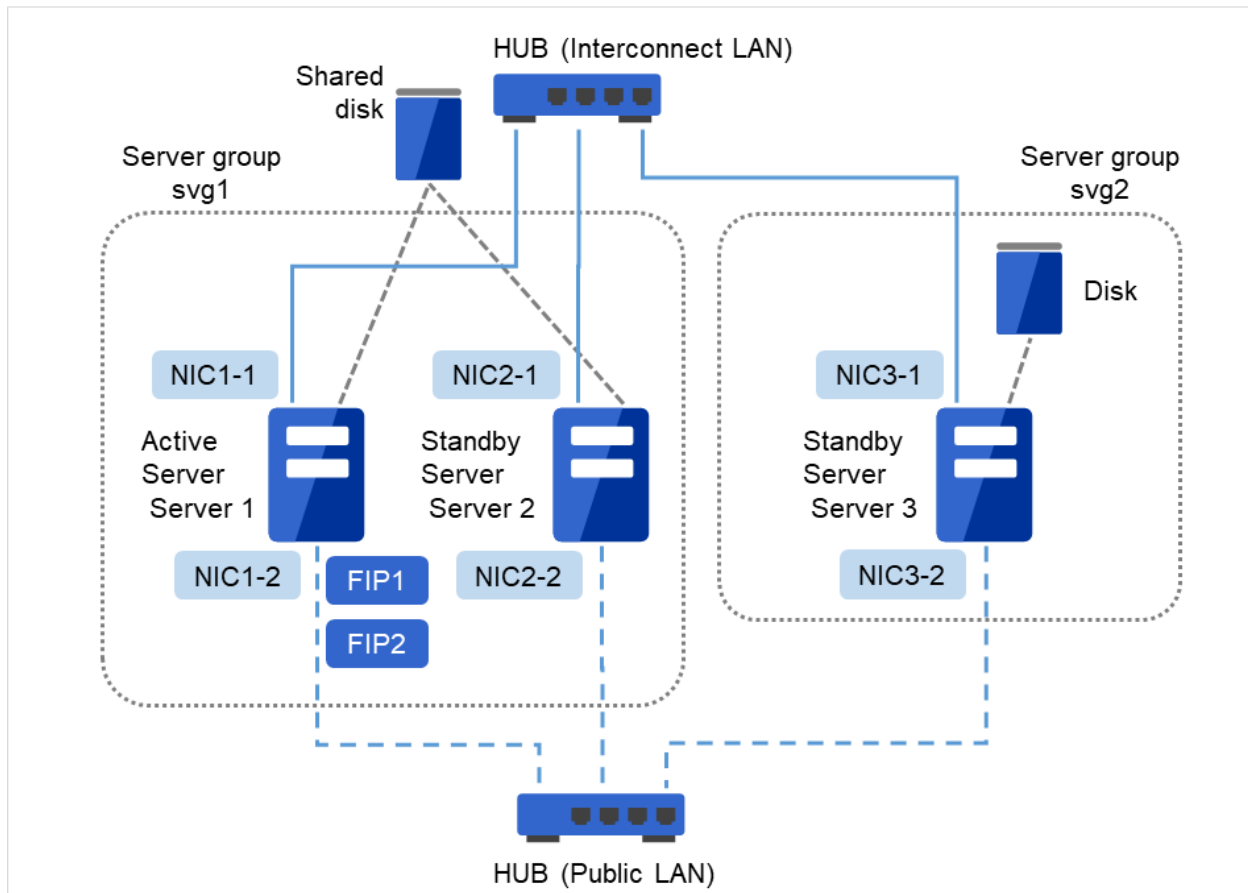 HUB (Interconnect LAN)
Shared
disk
Server group
svg1
Server group
svg2
Disk
NIC1-1
NIC2-1
NIC3-1
Active
Server
Server 1
Standby
Server
Server 2
Standby
Server
Server 3
NIC1-2
FIP1
NIC2-2
NIC3-2
FIP2
HUB (Public LAN)